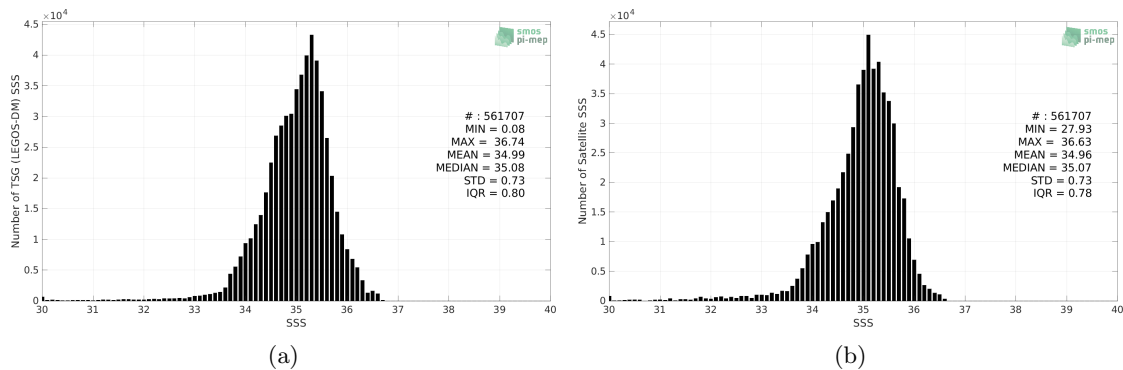 ×10⁴
smos
pi-mep
4.5
4
3.5
3
2.5
2
1.5
1
0.5
0
Number of TSG (LEGOS-DM) SSS
# : 561707
MIN = 0.08
MAX = 36.74
MEAN = 34.99
MEDIAN = 35.08
STD = 0.73
IQR = 0.80
30 31 32 33 34 35 36 37 38 39 40
SSS
(a)
×10⁴
smos
pi-mep
4.5
4
3.5
3
2.5
2
1.5
1
0.5
0
Number of Satellite SSS
# : 561707
MIN = 27.93
MAX = 36.63
MEAN = 34.96
MEDIAN = 35.07
STD = 0.73
IQR = 0.78
30 31 32 33 34 35 36 37 38 39 40
SSS
(b)